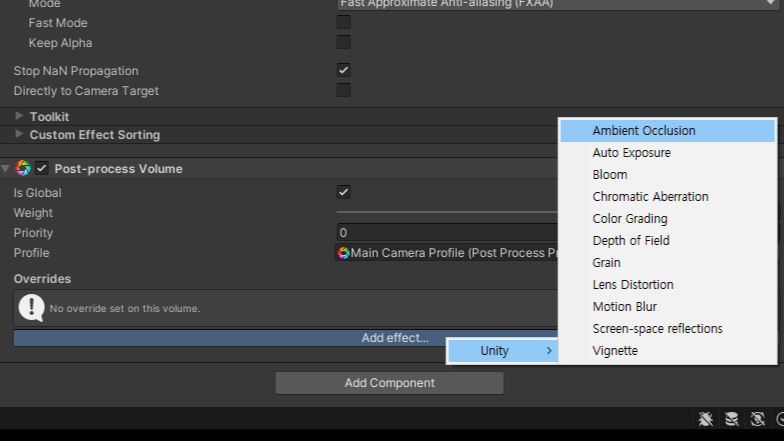 Mode
Fast Approximate Anti-aliasing (FXAA)
Fast Mode
Keep Alpha
Stop NaN Propagation
Directly to Camera Target
Toolkit
Custom Effect Sorting
Post-process Volume
Is Global
Weight
Priority 0
Profile Main Camera Profile (Post Process Pr
Overrides
No override set on this volume.
Add effect...
Unity
Ambient Occlusion
Auto Exposure
Bloom
Chromatic Aberration
Color Grading
Depth of Field
Grain
Lens Distortion
Motion Blur
Screen-space reflections
Vignette
Add Component